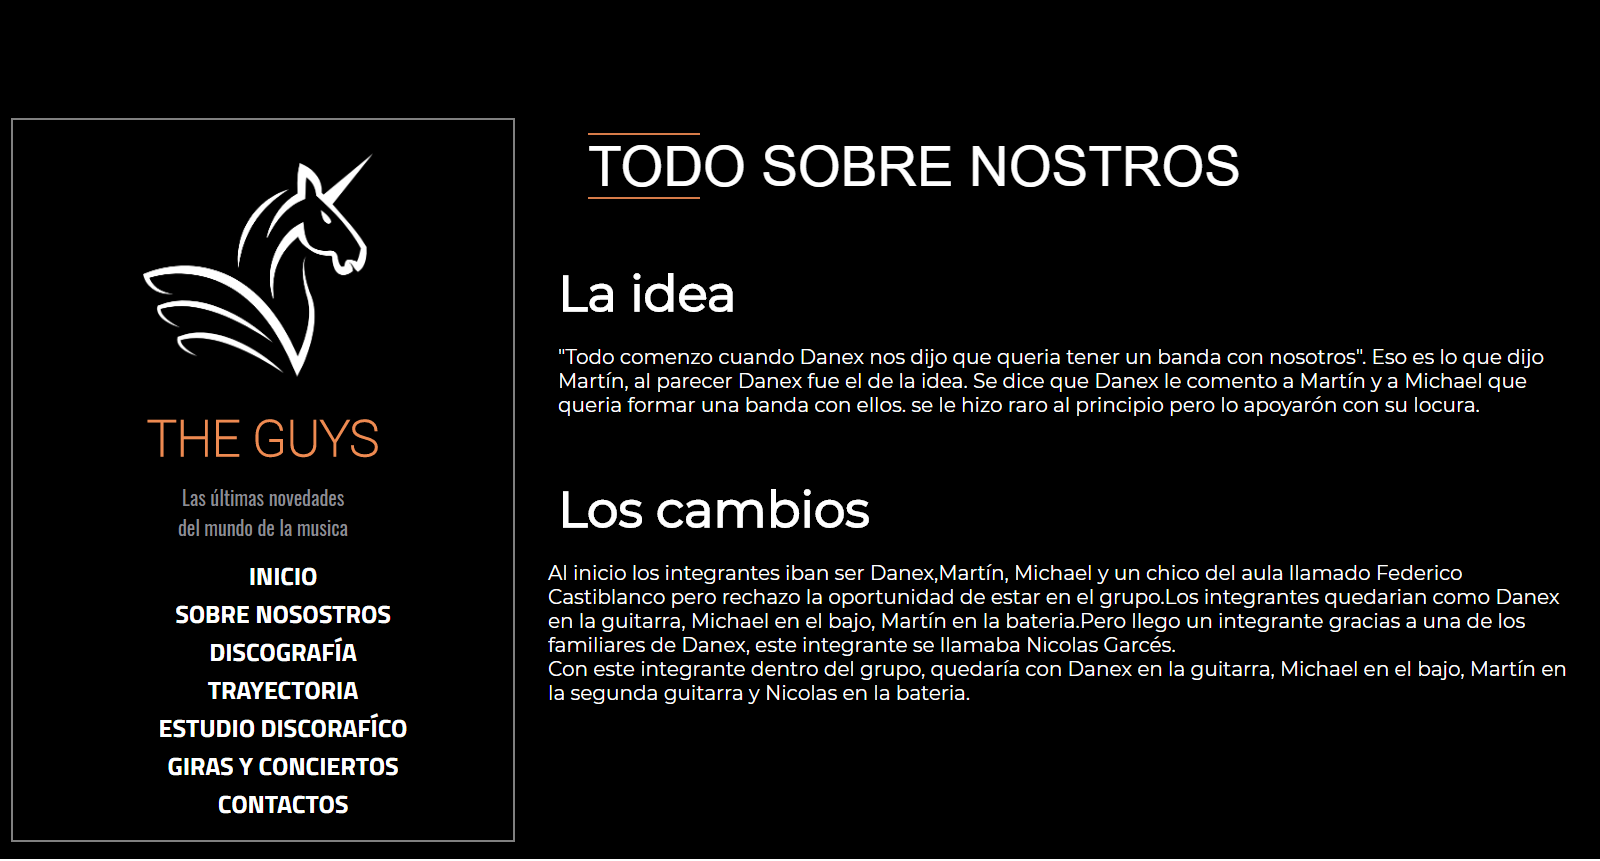 THE GUYS
Las últimas novedades
del mundo de la musica
INICIO
SOBRE NOSOSTROS
DISCOGRAFÍA
TRAYECTORIA
ESTUDIO DISCORAFÍCO
GIRAS Y CONCIERTOS
CONTACTOS
TODO SOBRE NOSTROS
La idea
"Todo comenzo cuando Danex nos dijo que queria tener un banda con nosotros". Eso es lo que dijo
Martín, al parecer Danex fue el de la idea. Se dice que Danex le comento a Martín y a Michael que
queria formar una banda con ellos. se le hizo raro al principio pero lo apoyarón con su locura.
Los cambios
Al inicio los integrantes iban ser Danex,Martín, Michael y un chico del aula llamado Federico
Castiblanco pero rechazo la oportunidad de estar en el grupo.Los integrantes quedarian como Danex
en la guitarra, Michael en el bajo, Martín en la bateria.Pero llego un integrante gracias a una de los
familiares de Danex, este integrante se llamaba Nicolas Garcés.
Con este integrante dentro del grupo, quedaría con Danex en la guitarra, Michael en el bajo, Martín en
la segunda guitarra y Nicolas en la bateria.